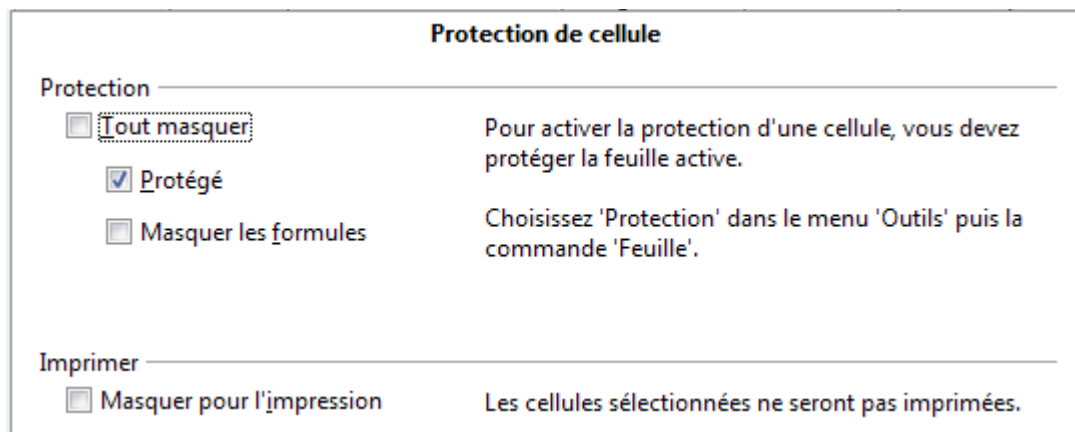 Protection de cellule
Protection
Tout masquer
Pour activer la protection d'une cellule, vous devez
protéger la feuille active.
Protégé
Masquer les formules
Choisissez 'Protection' dans le menu 'Outils' puis la
commande 'Feuille'.
Imprimer
Masquer pour l'impression
Les cellules sélectionnées ne seront pas imprimées.